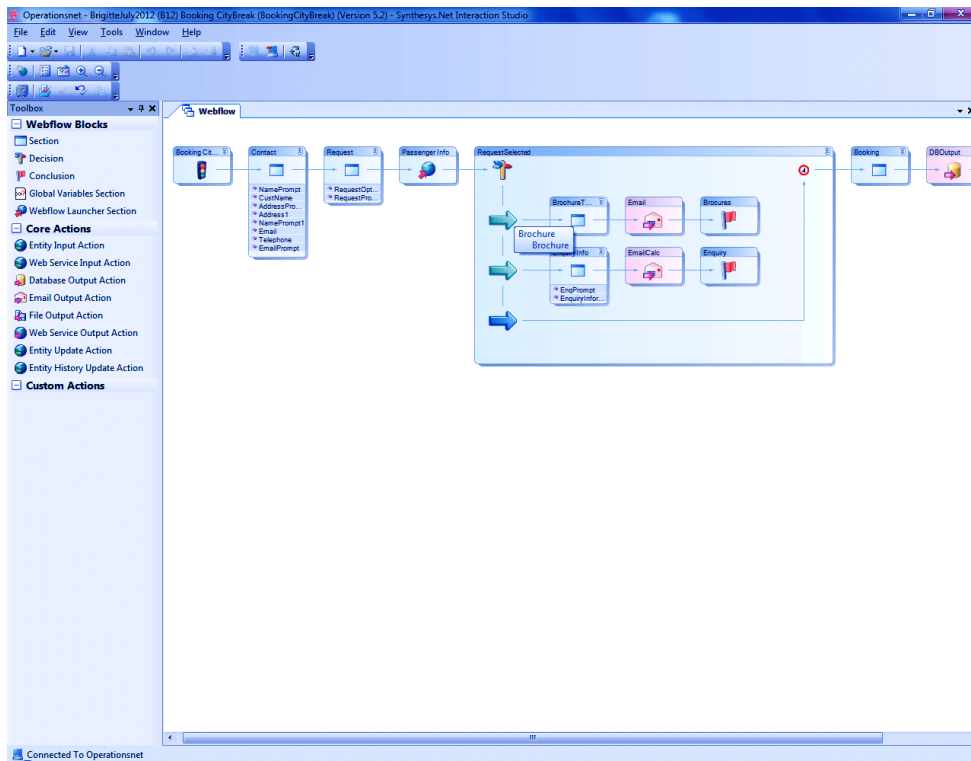 Operationsnet - BrigitteJuly2012 (B12) Booking CityBreak (BookingCityBreak) (Version 5.2) - Synthesys.Net Interaction Studio
File Edit View Tools Window Help
Toolbox
Webflow Blocks
Section
Decision
Conclusion
Global Variables Section
Webflow Launcher Section
Core Actions
Entity Input Action
Web Service Input Action
Database Output Action
Email Output Action
File Output Action
Web Service Output Action
Entity Update Action
Entity History Update Action
Custom Actions
Webflow
Booking Cit...
Contact
NamePrompt
CustName
AddressPro...
Address1
NamePrompt1
Email
Telephone
EmailPrompt
Request
RequestOpt...
RequestPro...
Passenger Info
RequestSelected
BrochureT...
Email
Brocures
Brochure
Brochure
EmailCalc
Enquiry
EnqPrompt
EnquiryInfor...
Booking
DBOutput
Connected To Operationsnet